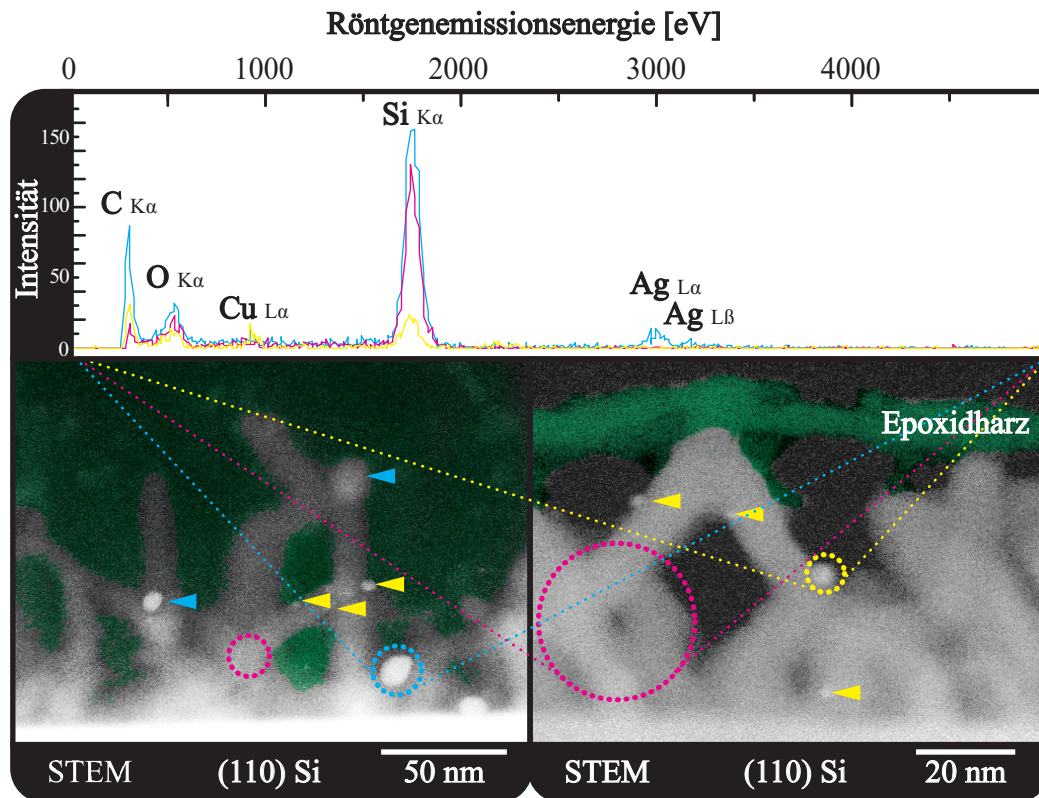 Röntgenemissionsenergie [eV]
0 1000 2000 3000 4000
Intensität
150
100
50
0
C Kα
O Kα
Cu Lα
Si Kα
Ag Lα
Ag Lß
Epoxidharz
STEM (110) Si 50 nm
STEM (110) Si 20 nm